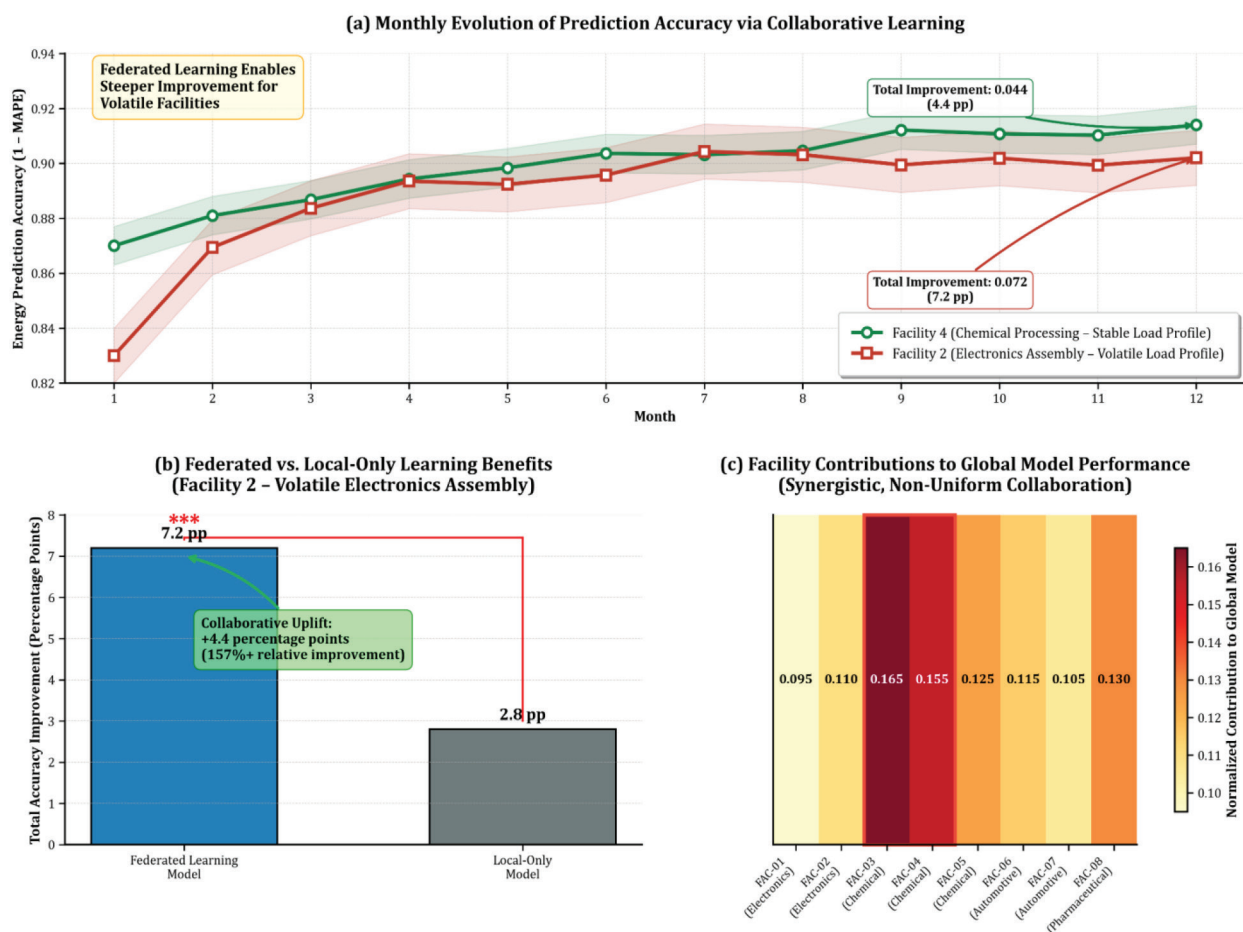 (a) Monthly Evolution of Prediction Accuracy via Collaborative Learning
Energy Prediction Accuracy (1 – MAPE)
0.94
0.92
0.90
0.88
0.86
0.84
0.82
Federated Learning Enables
Steeper Improvement for
Volatile Facilities
Total Improvement: 0.044
(4.4 pp)
Total Improvement: 0.072
(7.2 pp)
Facility 4 (Chemical Processing – Stable Load Profile)
Facility 2 (Electronics Assembly – Volatile Load Profile)
1 2 3 4 5 6 7 8 9 10 11 12
Month
(b) Federated vs. Local-Only Learning Benefits
(Facility 2 – Volatile Electronics Assembly)
Total Accuracy Improvement (Percentage Points)
8
7
6
5
4
3
2
1
0
***
7.2 pp
Collaborative Uplift:
+4.4 percentage points
(157%+ relative improvement)
2.8 pp
Federated Learning
Model
Local-Only
Model
(c) Facility Contributions to Global Model Performance
(Synergistic, Non-Uniform Collaboration)
0.095 0.110 0.165 0.155 0.125 0.115 0.105 0.130
FAC-01
(Electronics)
FAC-02
(Electronics)
FAC-03
(Chemical)
FAC-04
(Chemical)
FAC-05
(Chemical)
FAC-06
(Automotive)
FAC-07
(Automotive)
FAC-08
(Pharmaceutical)
0.16
0.15
0.14
0.13
0.12
0.11
0.10
Normalized Contribution to Global Model